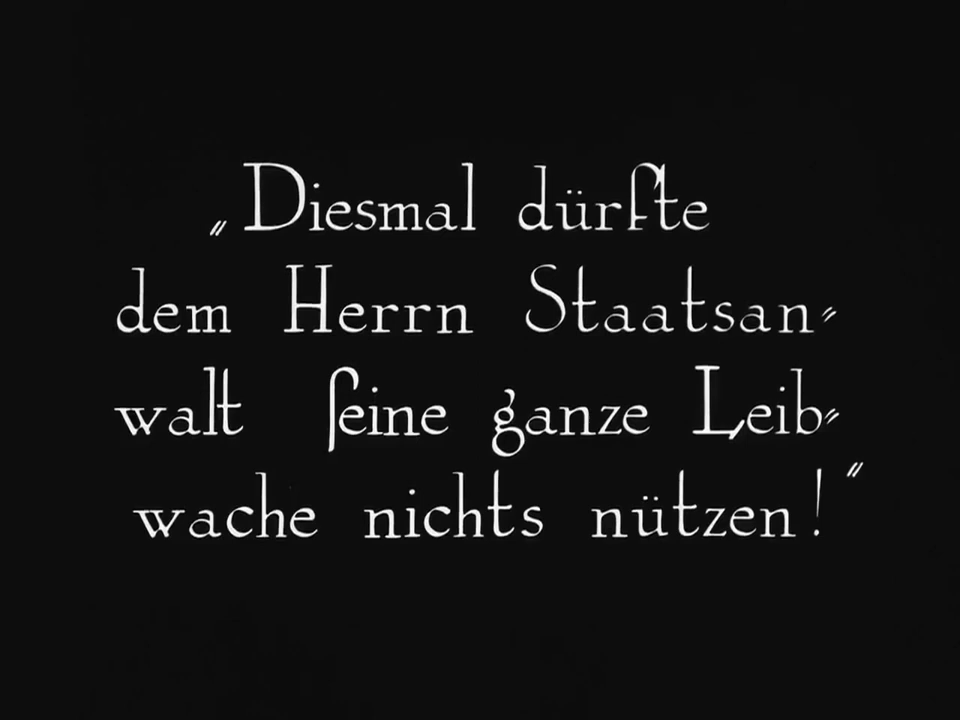 „Diesmal dürfte
dem Herrn Staatsan⸗
walt ſeine ganze Leib⸗
wache nichts nützen!“